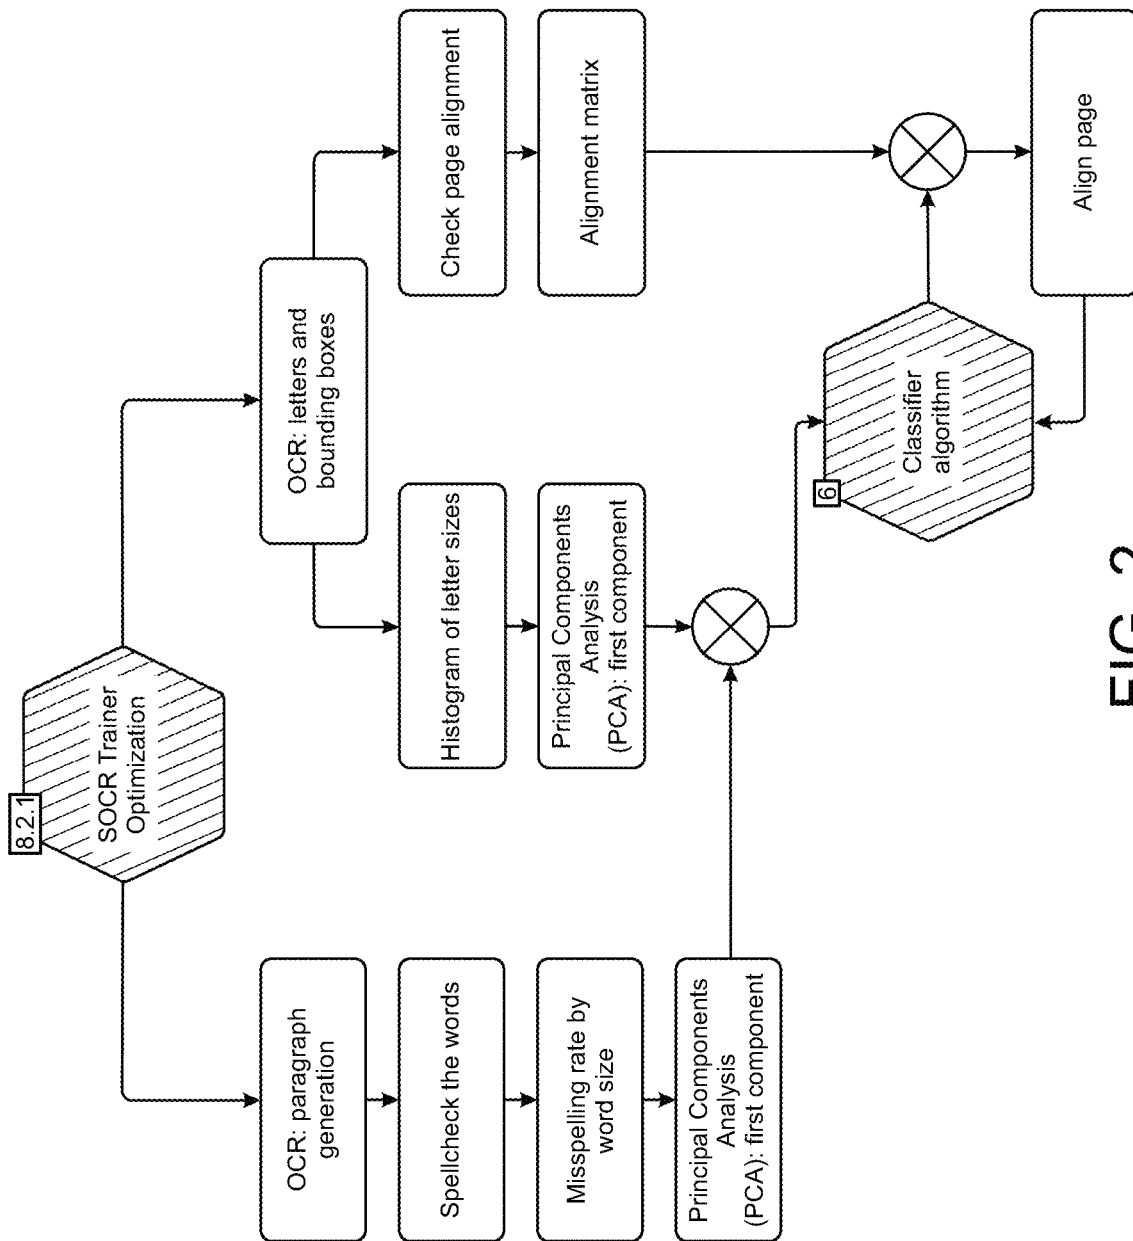 8.2.1
SOCR Trainer
Optimization
OCR: paragraph
generation
Spellcheck the words
Misspelling rate by
word size
Principal Components
Analysis
(PCA): first component
OCR: letters and
bounding boxes
Histogram of letter sizes
Principal Components
Analysis
(PCA): first component
Check page alignment
Alignment matrix
6
Classifier
algorithm
Align page
FIG. 2